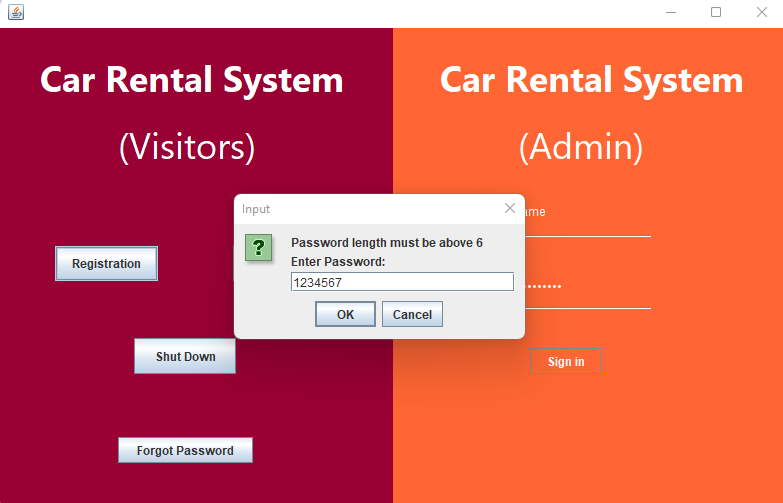 Car Rental System
(Visitors)
Registration
Shut Down
Forgot Password
Car Rental System
(Admin)
Sign in
Input
Password length must be above 6
Enter Password:
1234567
OK
Cancel